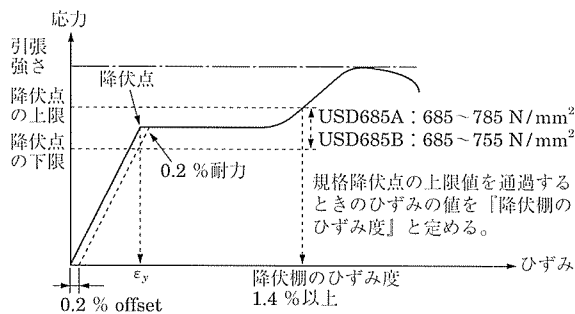 応力
引張
強さ
降伏点
降伏点
の上限
USD685A：685～785 N/mm²
USD685B：685～755 N/mm²
降伏点
の下限
0.2 %耐力
規格降伏点の上限値を通過する
ときのひずみの値を『降伏棚の
ひずみ度』と定める。
ひずみ
εy
降伏棚のひずみ度
1.4 %以上
0.2 % offset